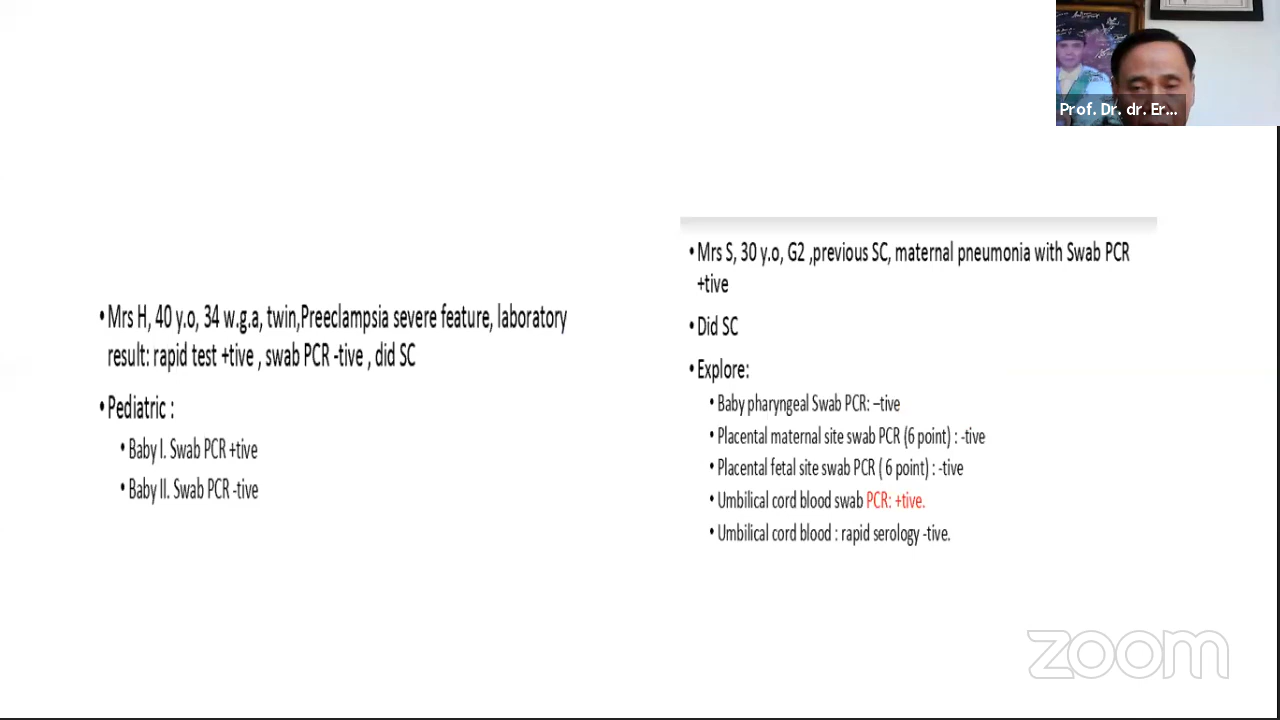 Prof. Dr. dr. Er...
•Mrs H, 40 y.o, 34 w.g.a, twin,Preeclampsia severe feature, laboratory
result: rapid test +tive , swab PCR -tive , did SC
•Pediatric :
•Baby I. Swab PCR +tive
•Baby II. Swab PCR -tive
•Mrs S, 30 y.o, G2 ,previous SC, maternal pneumonia with Swab PCR
+tive
•Did SC
•Explore:
•Baby pharyngeal Swab PCR: –tive
•Placental maternal site swab PCR (6 point) : -tive
•Placental fetal site swab PCR ( 6 point) : -tive
•Umbilical cord blood swab PCR: +tive.
•Umbilical cord blood : rapid serology -tive.
zoom